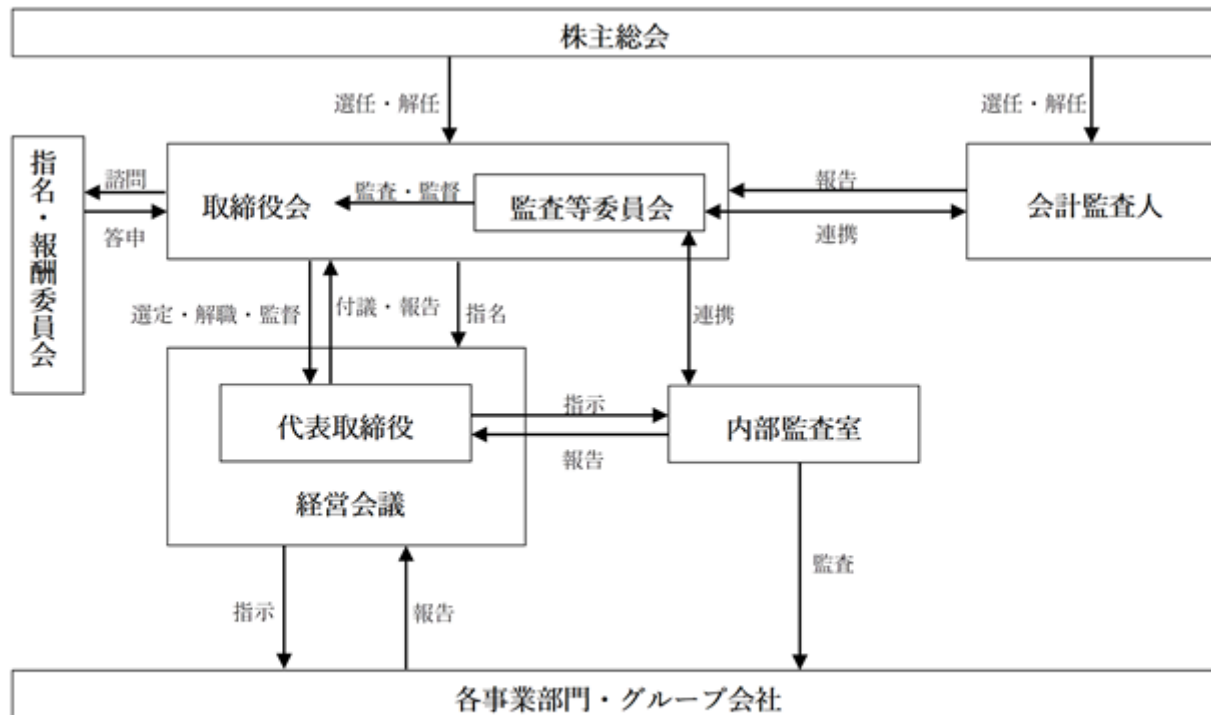 株主総会
選任・解任
選任・解任
指名・報酬委員会
諮問
答申
取締役会
監査・監督
監査等委員会
報告
連携
会計監査人
選定・解職・監督
付議・報告
指名
連携
代表取締役
経営会議
指示
報告
内部監査室
指示
報告
監査
各事業部門・グループ会社